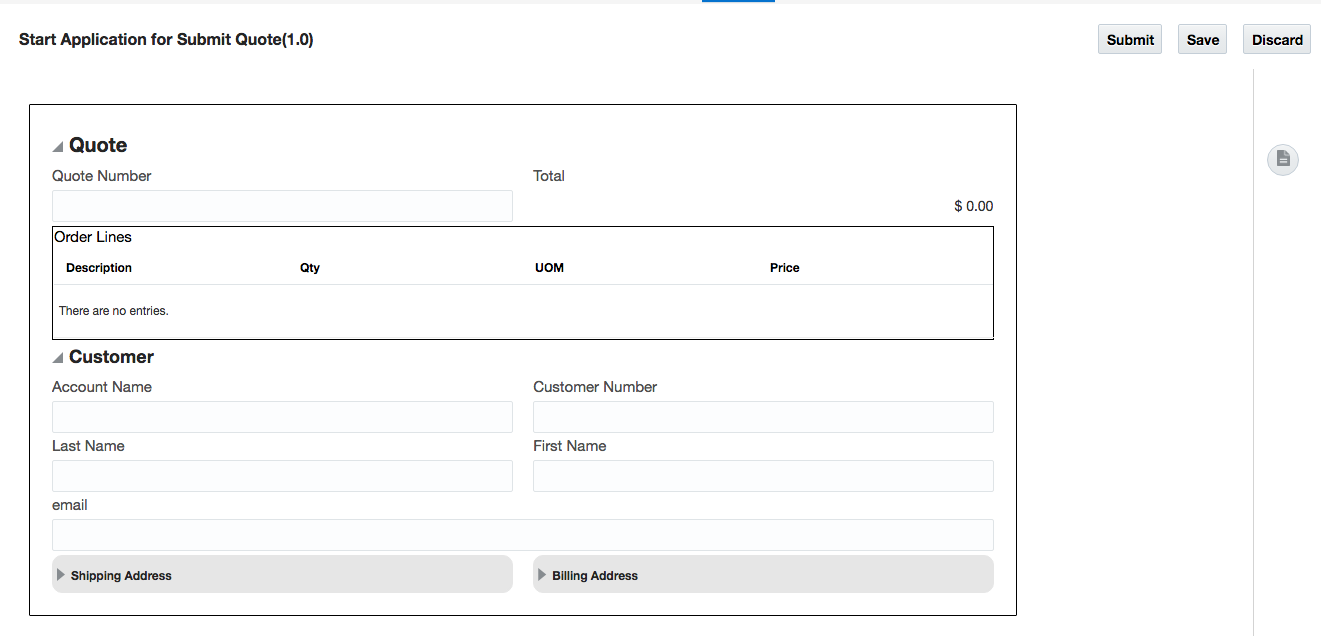 Start Application for Submit Quote(1.0) Submit Save Discard
Quote
Quote Number Total
$ 0.00
Order Lines
Description Qty UOM Price
There are no entries.
Customer
Account Name Customer Number
Last Name First Name
email
Shipping Address Billing Address